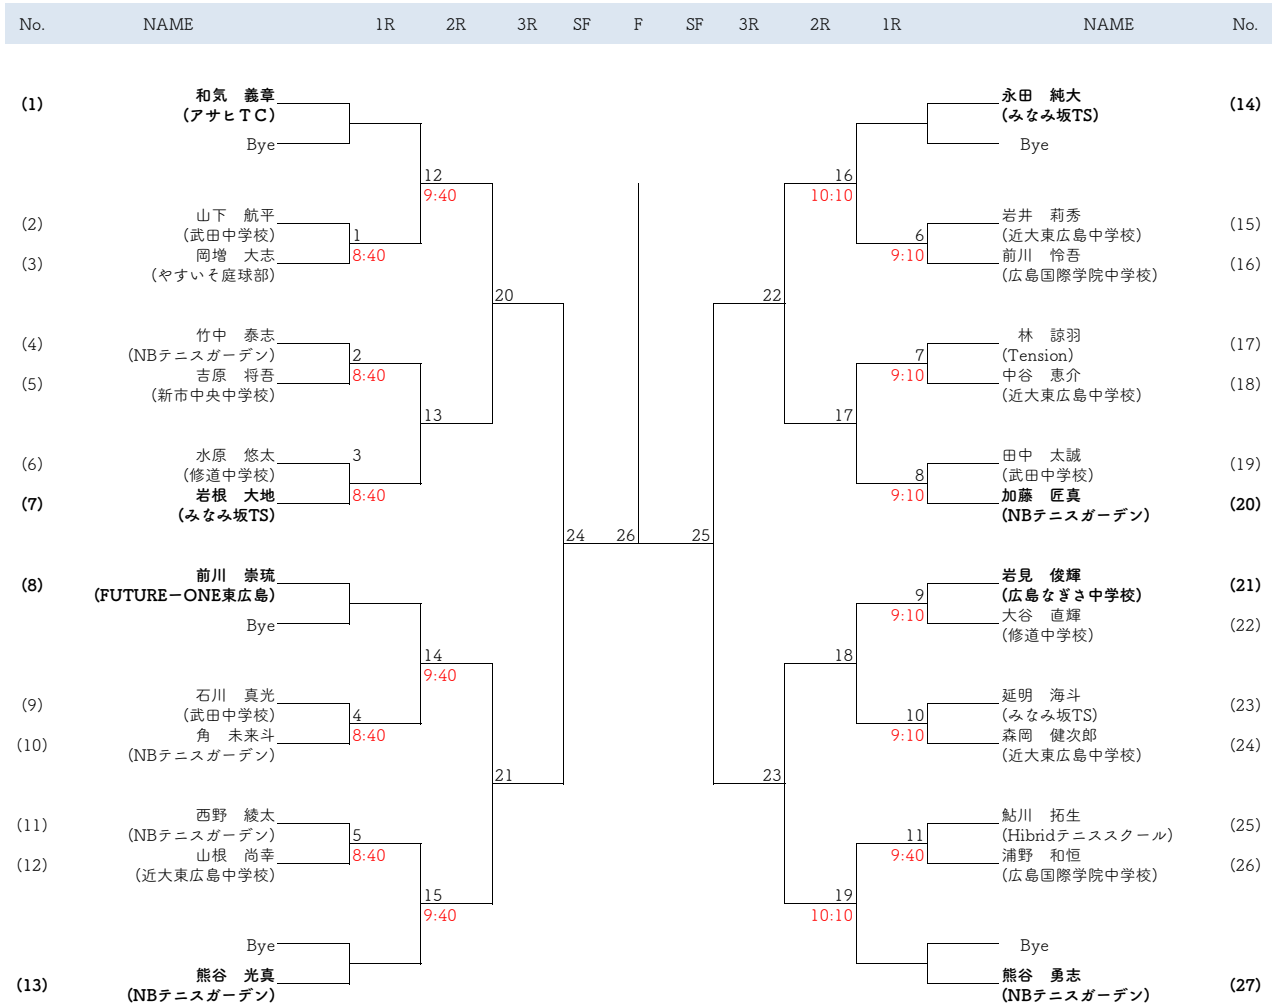 No. NAME 1R 2R 3R SF F SF 3R 2R 1R NAME No.
和気　義章 永田　純大
(1) (14)
(アサヒＴＣ) (みなみ坂TS)
Bye Bye
12 16
9:40 10:10
山下　航平 岩井　莉秀
(2) (15)
(武田中学校) 1 6 (近大東広島中学校)
岡増　大志 8:40 9:10 前川　怜吾
(3) (16)
(やすいそ庭球部) (広島国際学院中学校)
20 22
竹中　泰志 林　諒羽
(4) (17)
(NBテニスガーデン) 2 7 (Tension)
吉原　将吾 8:40 9:10 中谷　恵介
(5) (18)
(新市中央中学校) (近大東広島中学校)
13 17
水原　悠太 3 田中　太誠
(6) (19)
(修道中学校) 8 (武田中学校)
岩根　大地 8:40 9:10 加藤　匠真
(7) (20)
(みなみ坂TS) (NBテニスガーデン)
24 26 25
前川　崇琉 岩見　俊輝
(8) (21)
(FUTURE－ONE東広島) 9 (広島なぎさ中学校)
9:10 大谷　直輝
Bye (22)
(修道中学校)
14 18
9:40
石川　真光 延明　海斗
(9) (23)
(武田中学校) 4 10 (みなみ坂TS)
角　未来斗 8:40 9:10 森岡　健次郎
(10) (24)
(NBテニスガーデン) (近大東広島中学校)
21 23
西野　綾太 鮎川　拓生
(11) (25)
(NBテニスガーデン) 5 11 (Hibridテニススクール)
山根　尚幸 8:40 9:40 浦野　和恒
(12) (26)
(近大東広島中学校) (広島国際学院中学校)
15 19
9:40 10:10
Bye Bye
熊谷　光真 熊谷　勇志
(13) (27)
(NBテニスガーデン) (NBテニスガーデン)